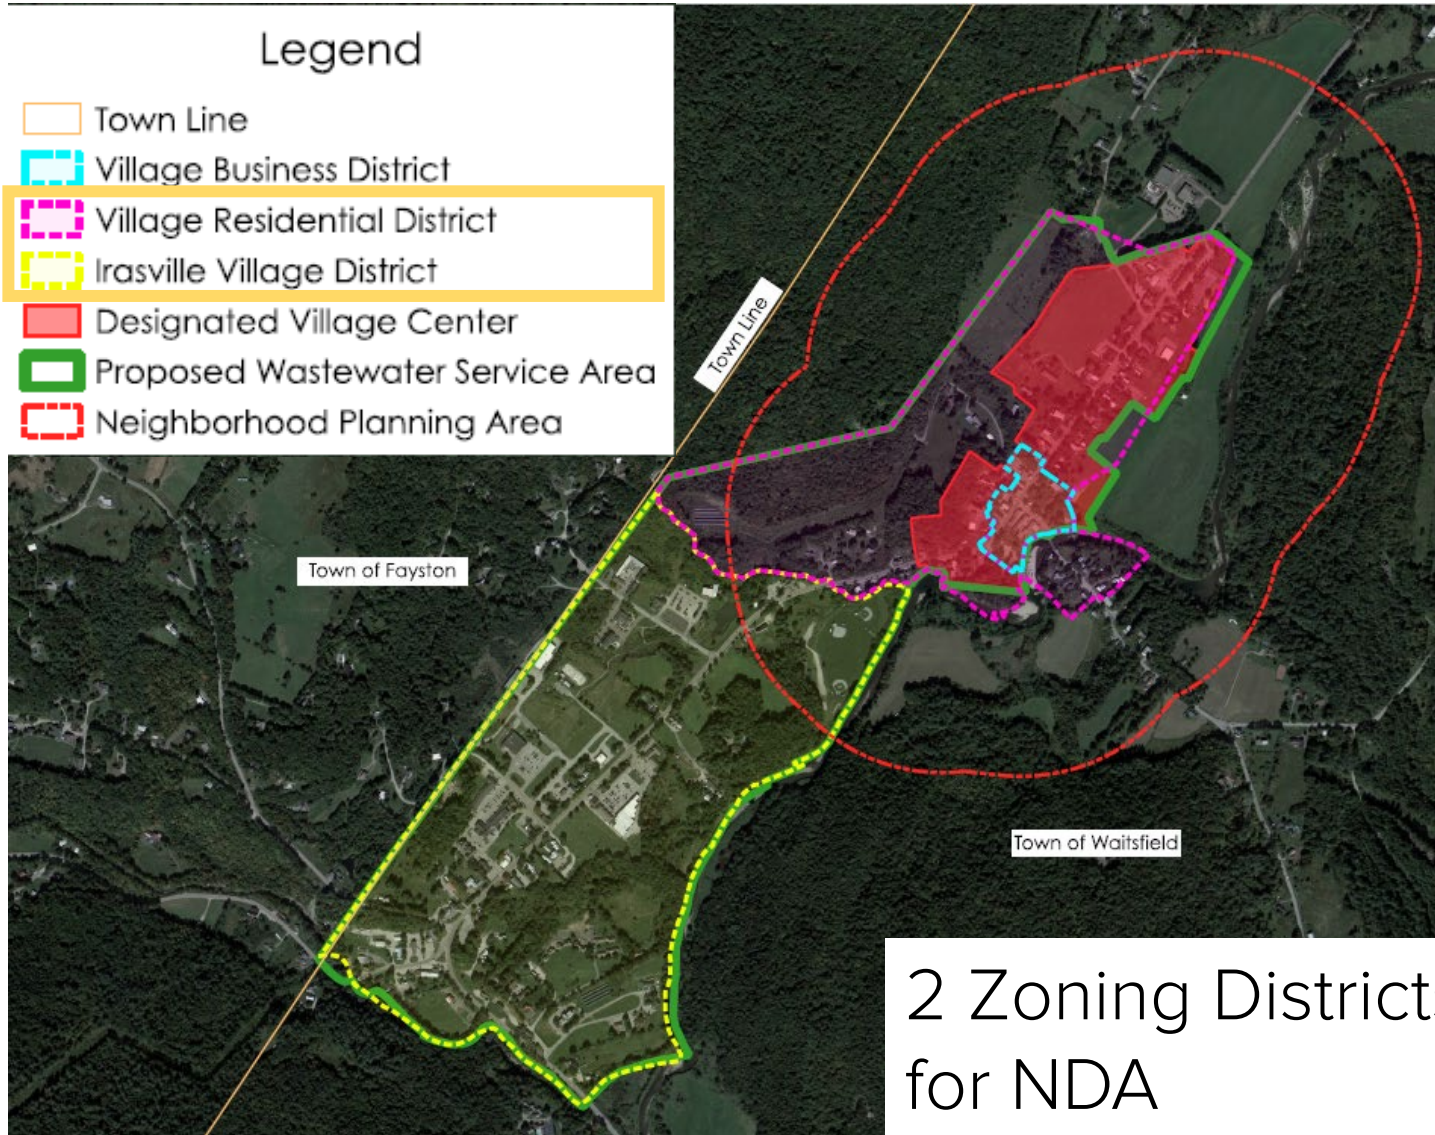 Legend
Town Line
Village Business District
Village Residential District
Irasville Village District
Designated Village Center
Proposed Wastewater Service Area
Neighborhood Planning Area
Town Line
Town of Fayston
Town of Waitsfield
2 Zoning Districts
for NDA